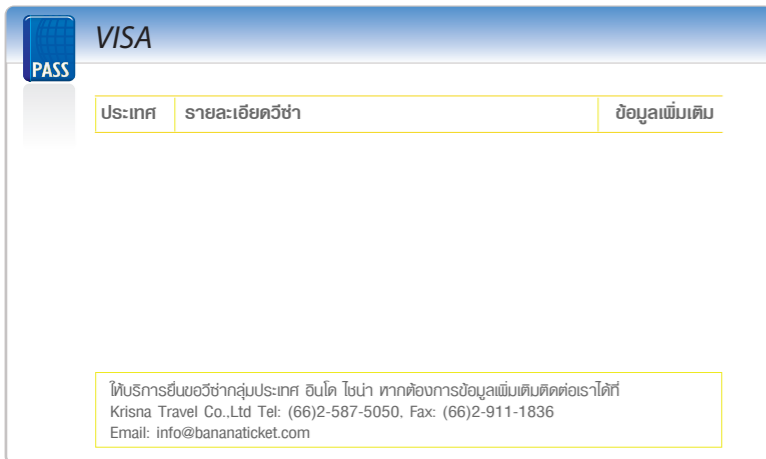 VISA
PASS
ประเทศ รายละเอียดวีซ่า ข้อมูลเพิ่มเติม
ให้บริการยื่นขอวีซ่ากลุ่มประเทศ อินโด ไชน่า หากต้องการข้อมูลเพิ่มเติมติดต่อเราได้ที่
Krisna Travel Co.,Ltd Tel: (66)2-587-5050, Fax: (66)2-911-1836
Email: info@bananaticket.com